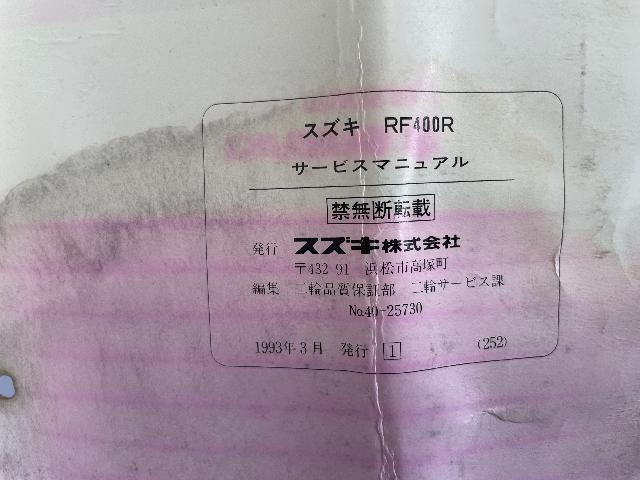 スズキ RF400R
サービスマニュアル
禁無断転載
発行 スズキ株式会社
〒432-91 浜松市高塚町
編集 二輪品質保証部 二輪サービス課
No.40-25730
1993年3月 発行 1 (252)